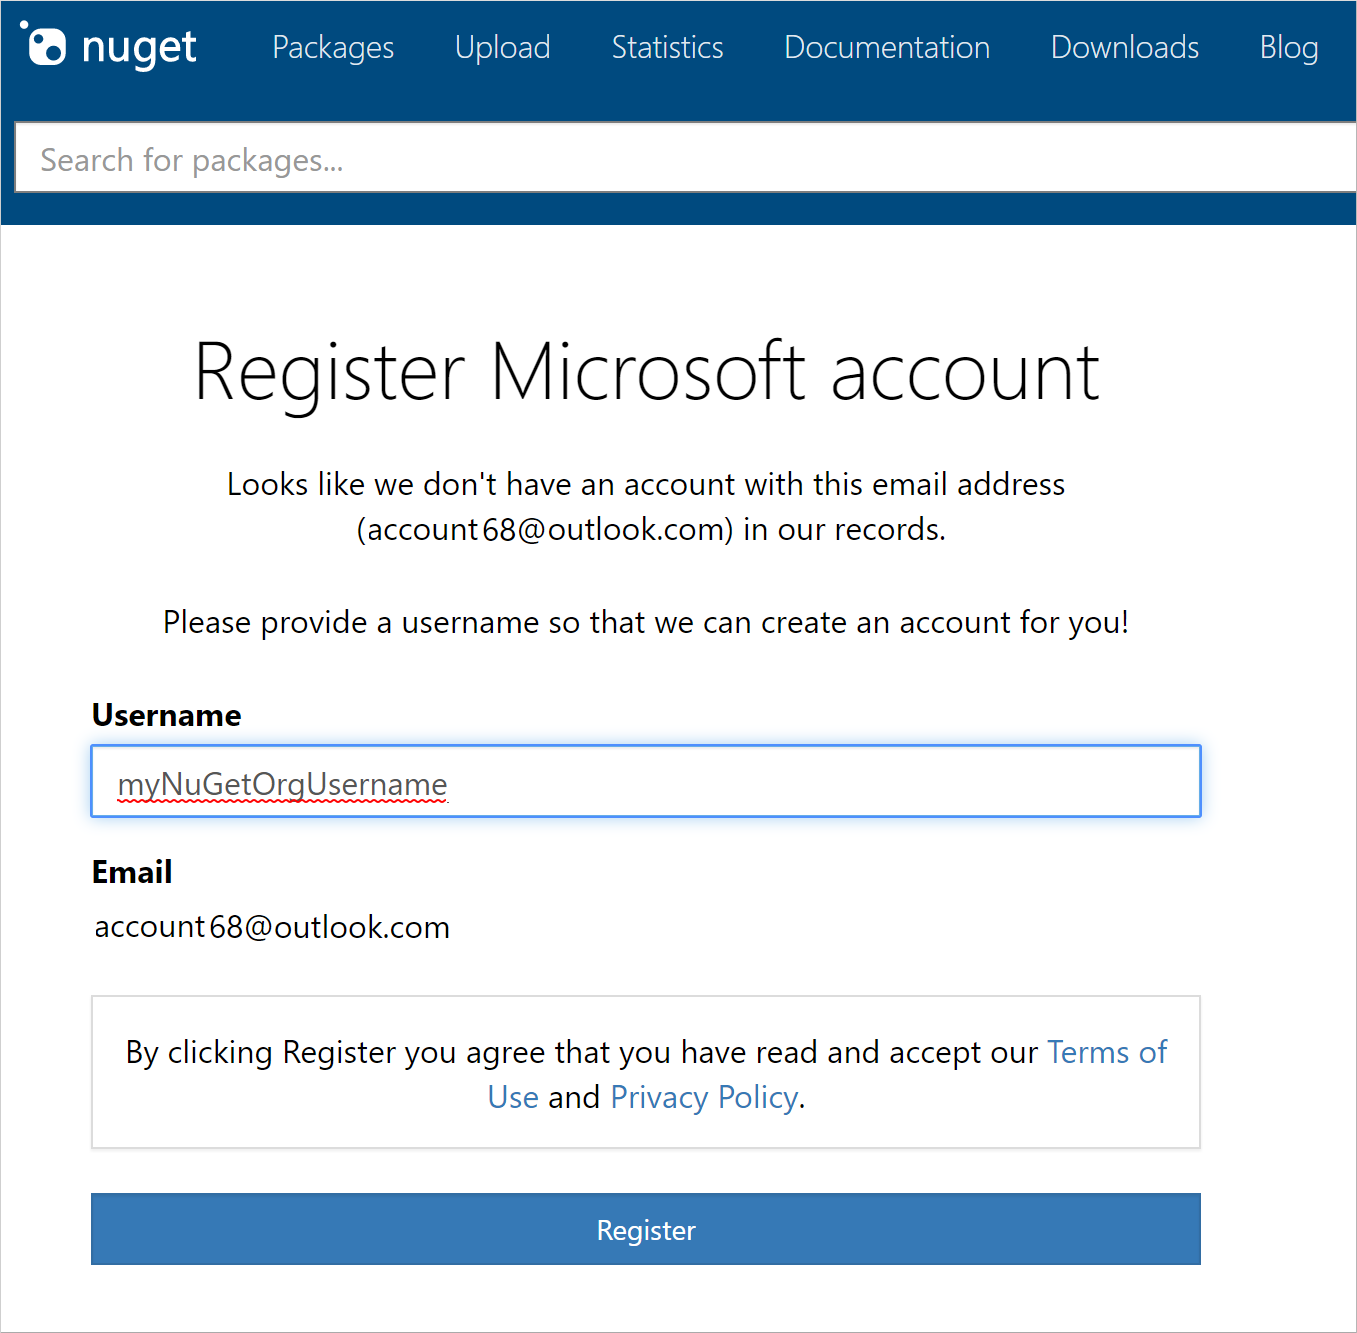 nuget Packages Upload Statistics Documentation Downloads Blog
Search for packages...
Register Microsoft account
Looks like we don't have an account with this email address
(account68@outlook.com) in our records.
Please provide a username so that we can create an account for you!
Username
myNuGetOrgUsername
Email
account68@outlook.com
By clicking Register you agree that you have read and accept our Terms of
Use and Privacy Policy.
Register